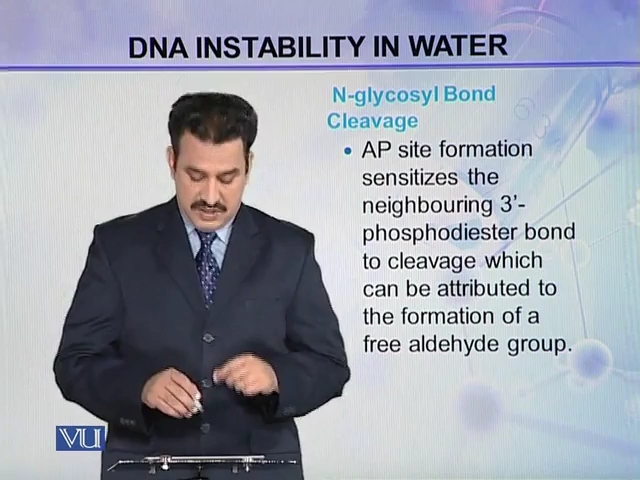 DNA INSTABILITY IN WATER
N-glycosyl Bond
Cleavage
• AP site formation
sensitizes the
neighbouring 3'-
phosphodiester bond
to cleavage which
can be attributed to
the formation of a
free aldehyde group.
VU